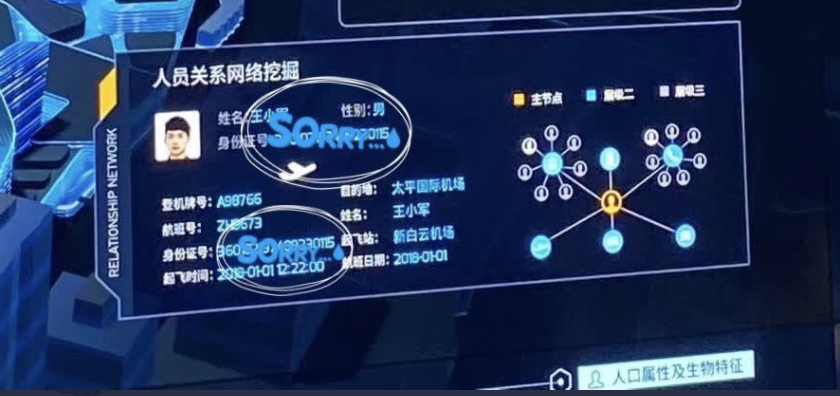 人员关系网络挖掘
姓名:王小军 性别:男
身份证号 SORRY... 0115
主节点 层级二 层级三
登机牌号: A98766 目的地: 太平国际机场
航班号: 姓名: 王小军
身份证号: 360 SORRY... 230115 起飞站: 新白云机场
起飞时间: 2018-01-01 12:22:00 航班日期: 2018-01-01
RELATIONSHIP NETWORK
人口属性及生物特征